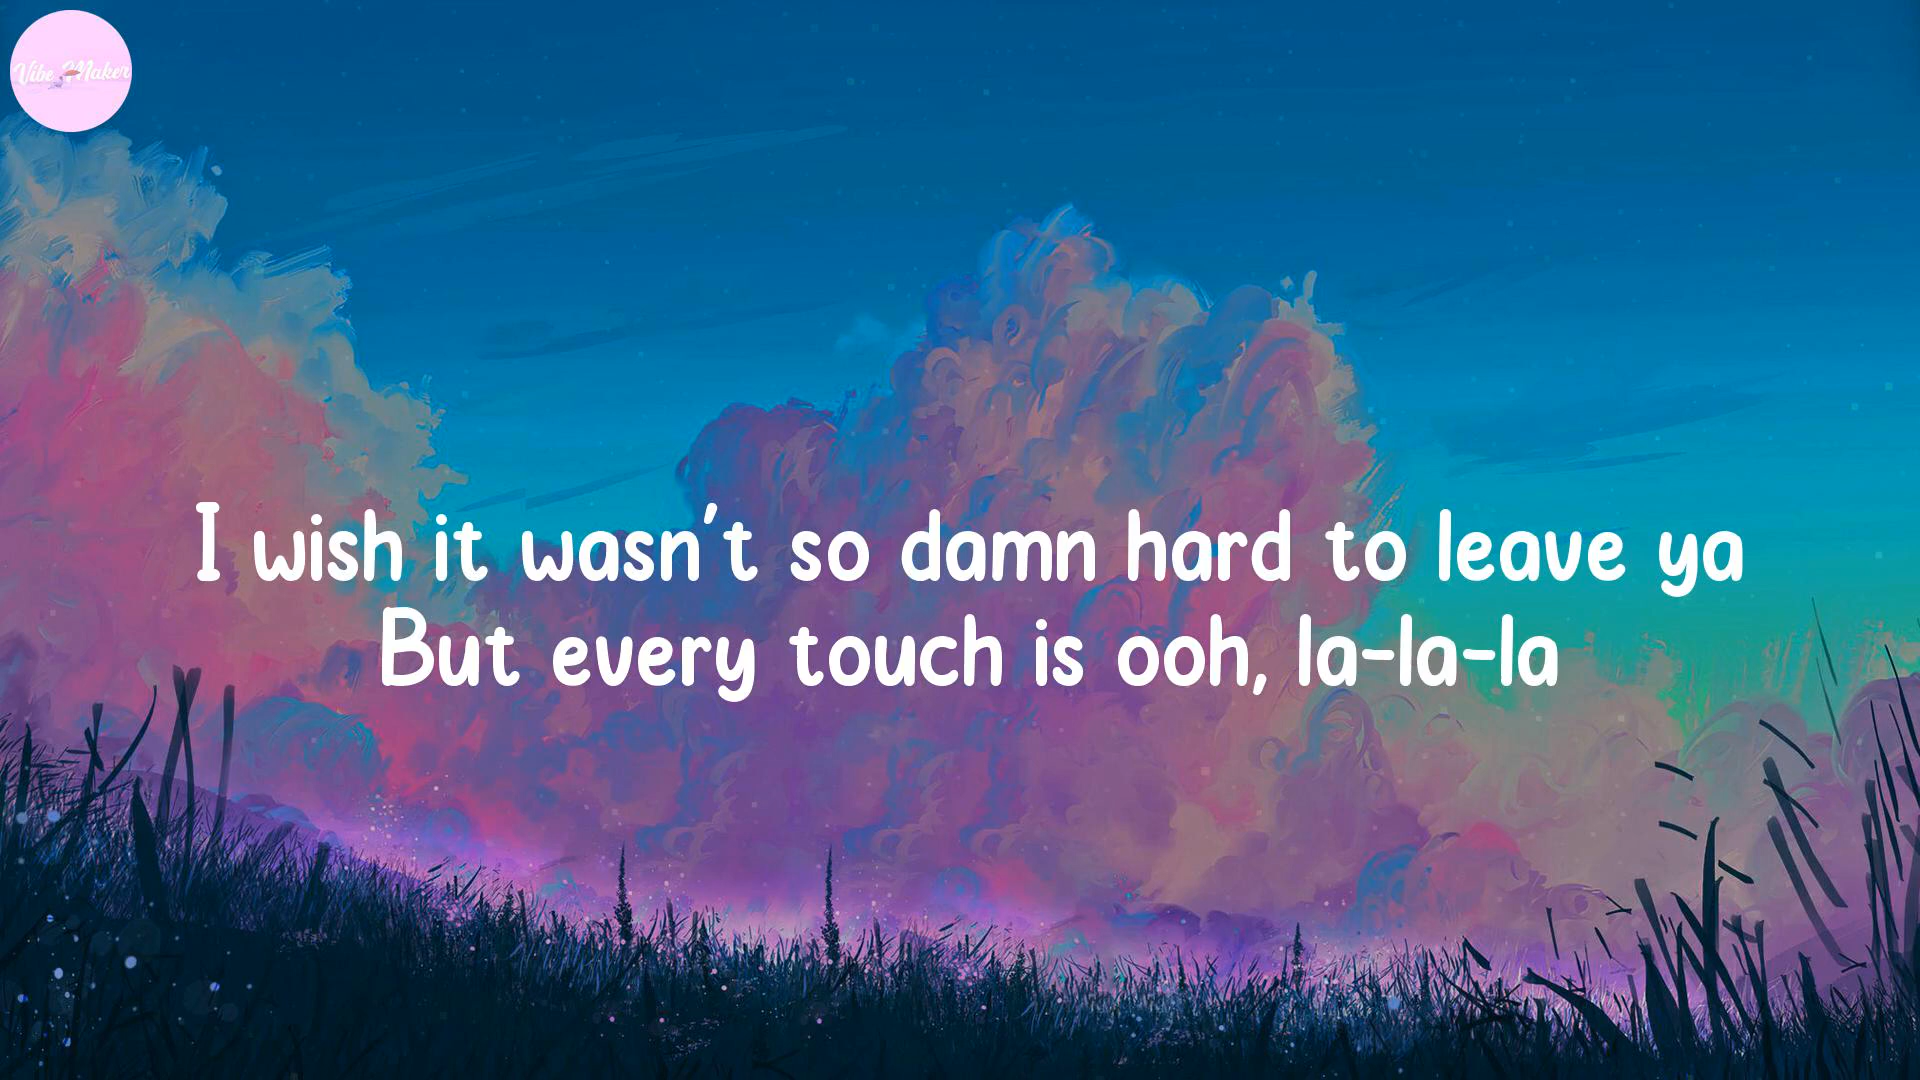 Vibe Maker
I wish it wasn't so damn hard to leave ya
But every touch is ooh, la-la-la